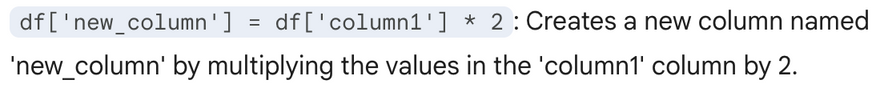 df['new_column'] = df['column1'] * 2: Creates a new column named
'new_column' by multiplying the values in the 'column1' column by 2.